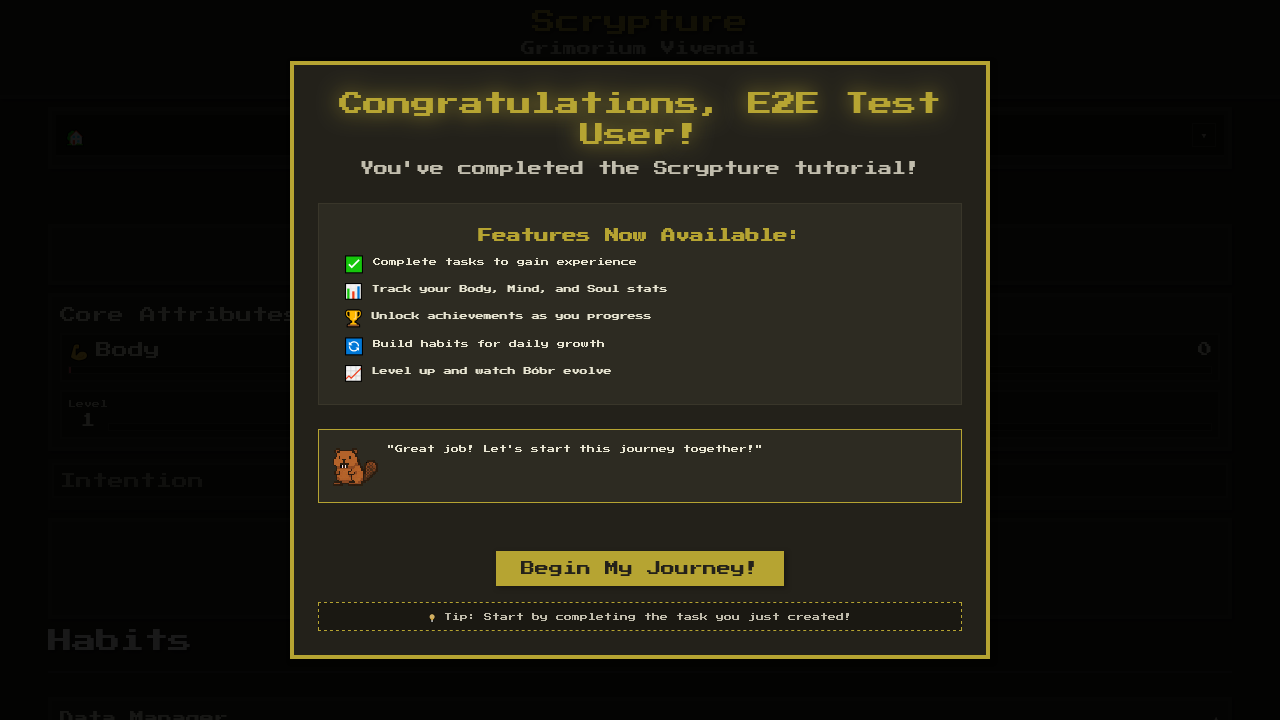 Scrypture
Grimorium Vivendi
Congratulations, E2E Test
User!
You've completed the Scrypture tutorial!
Features Now Available:
Complete tasks to gain experience
Track your Body, Mind, and Soul stats
Unlock achievements as you progress
Build habits for daily growth
Level up and watch Bóbr evolve
"Great job! Let's start this journey together!"
Begin My Journey!
Tip: Start by completing the task you just created!
Core Attributes
Body
0
Level
1
Intention
Habits
Data Manager